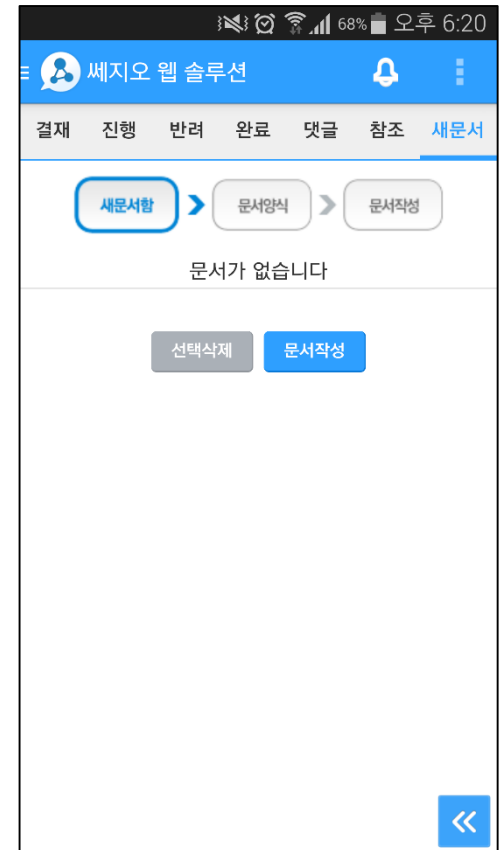 68% 오후 6:20
쎄지오 웹 솔루션
결재 진행 반려 완료 댓글 참조 새문서
새문서함 문서양식 문서작성
문서가 없습니다
선택삭제 문서작성